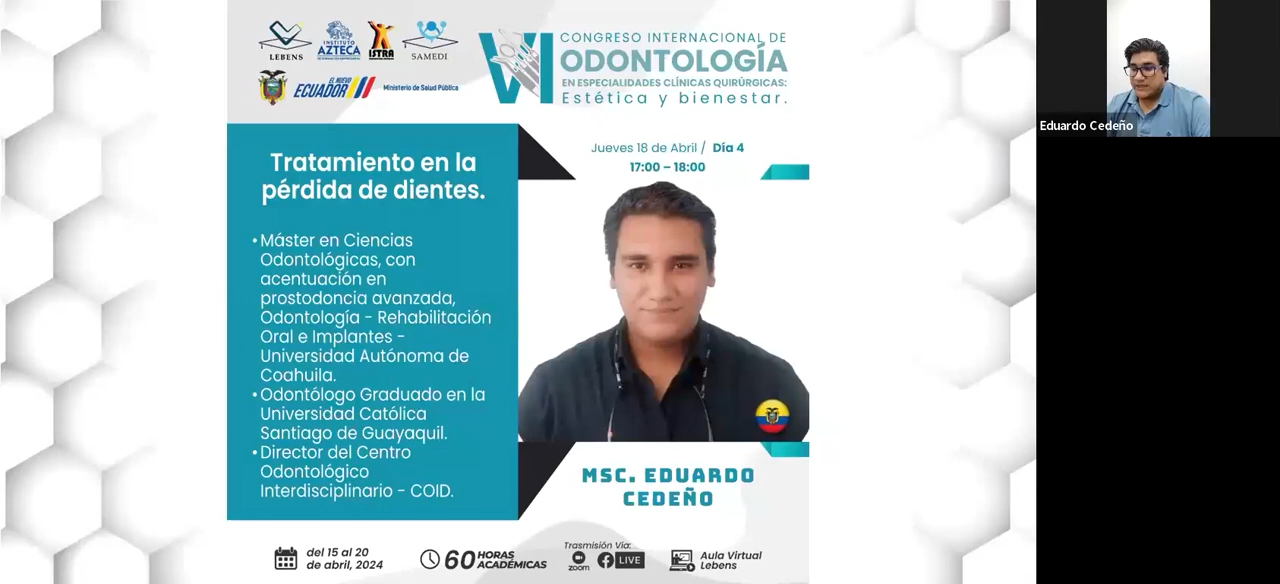 LEBENS
INSTITUTO
AZTECA
ISTRA
SAMEDI
EL NUEVO
ECUADOR
Ministerio de Salud Pública
VI
CONGRESO INTERNACIONAL DE
ODONTOLOGÍA
EN ESPECIALIDADES CLÍNICAS QUIRÚRGICAS:
Estética y bienestar.
Jueves 18 de Abril / Día 4
17:00 – 18:00
Tratamiento en la
pérdida de dientes.
•Máster en Ciencias
Odontológicas, con
acentuación en
prostodoncia avanzada,
Odontología - Rehabilitación
Oral e Implantes -
Universidad Autónoma de
Coahuila.
•Odontólogo Graduado en la
Universidad Católica
Santiago de Guayaquil.
•Director del Centro
Odontológico
Interdisciplinario - COID.
MSC. EDUARDO
CEDEÑO
del 15 al 20
de abril, 2024
60 HORAS
ACADÉMICAS
Trasmisión Vía:
zoom
LIVE
Aula Virtual
Lebens
Eduardo Cedeño